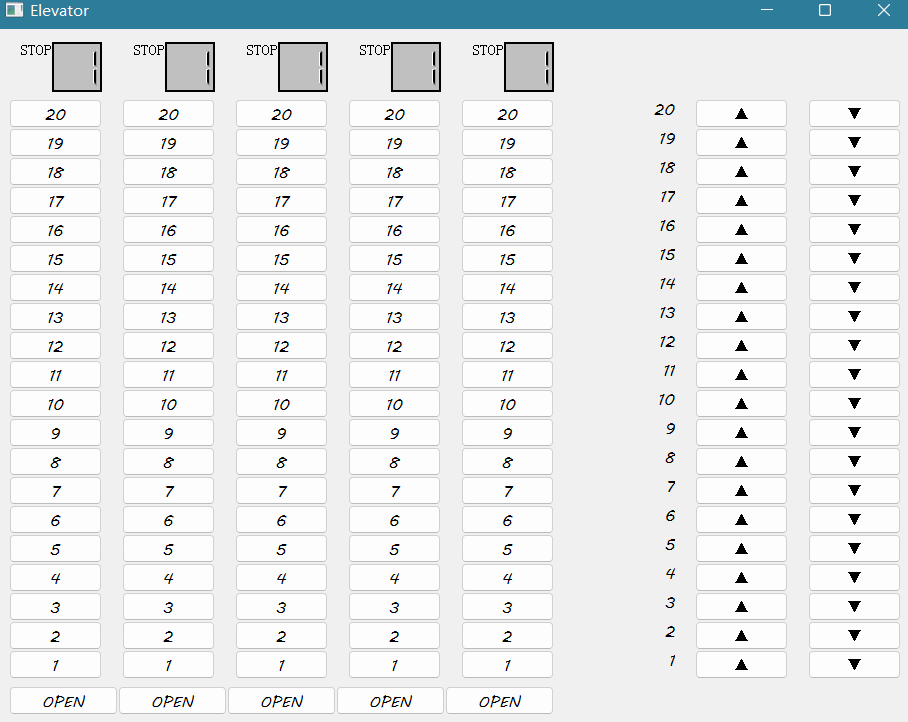 Elevator
STOP 1 STOP 1 STOP 1 STOP 1 STOP 1
20 20 20 20 20 20 ▲ ▼
19 19 19 19 19 19 ▲ ▼
18 18 18 18 18 18 ▲ ▼
17 17 17 17 17 17 ▲ ▼
16 16 16 16 16 16 ▲ ▼
15 15 15 15 15 15 ▲ ▼
14 14 14 14 14 14 ▲ ▼
13 13 13 13 13 13 ▲ ▼
12 12 12 12 12 12 ▲ ▼
11 11 11 11 11 11 ▲ ▼
10 10 10 10 10 10 ▲ ▼
9 9 9 9 9 9 ▲ ▼
8 8 8 8 8 8 ▲ ▼
7 7 7 7 7 7 ▲ ▼
6 6 6 6 6 6 ▲ ▼
5 5 5 5 5 5 ▲ ▼
4 4 4 4 4 4 ▲ ▼
3 3 3 3 3 3 ▲ ▼
2 2 2 2 2 2 ▲ ▼
1 1 1 1 1 1 ▲ ▼
OPEN OPEN OPEN OPEN OPEN